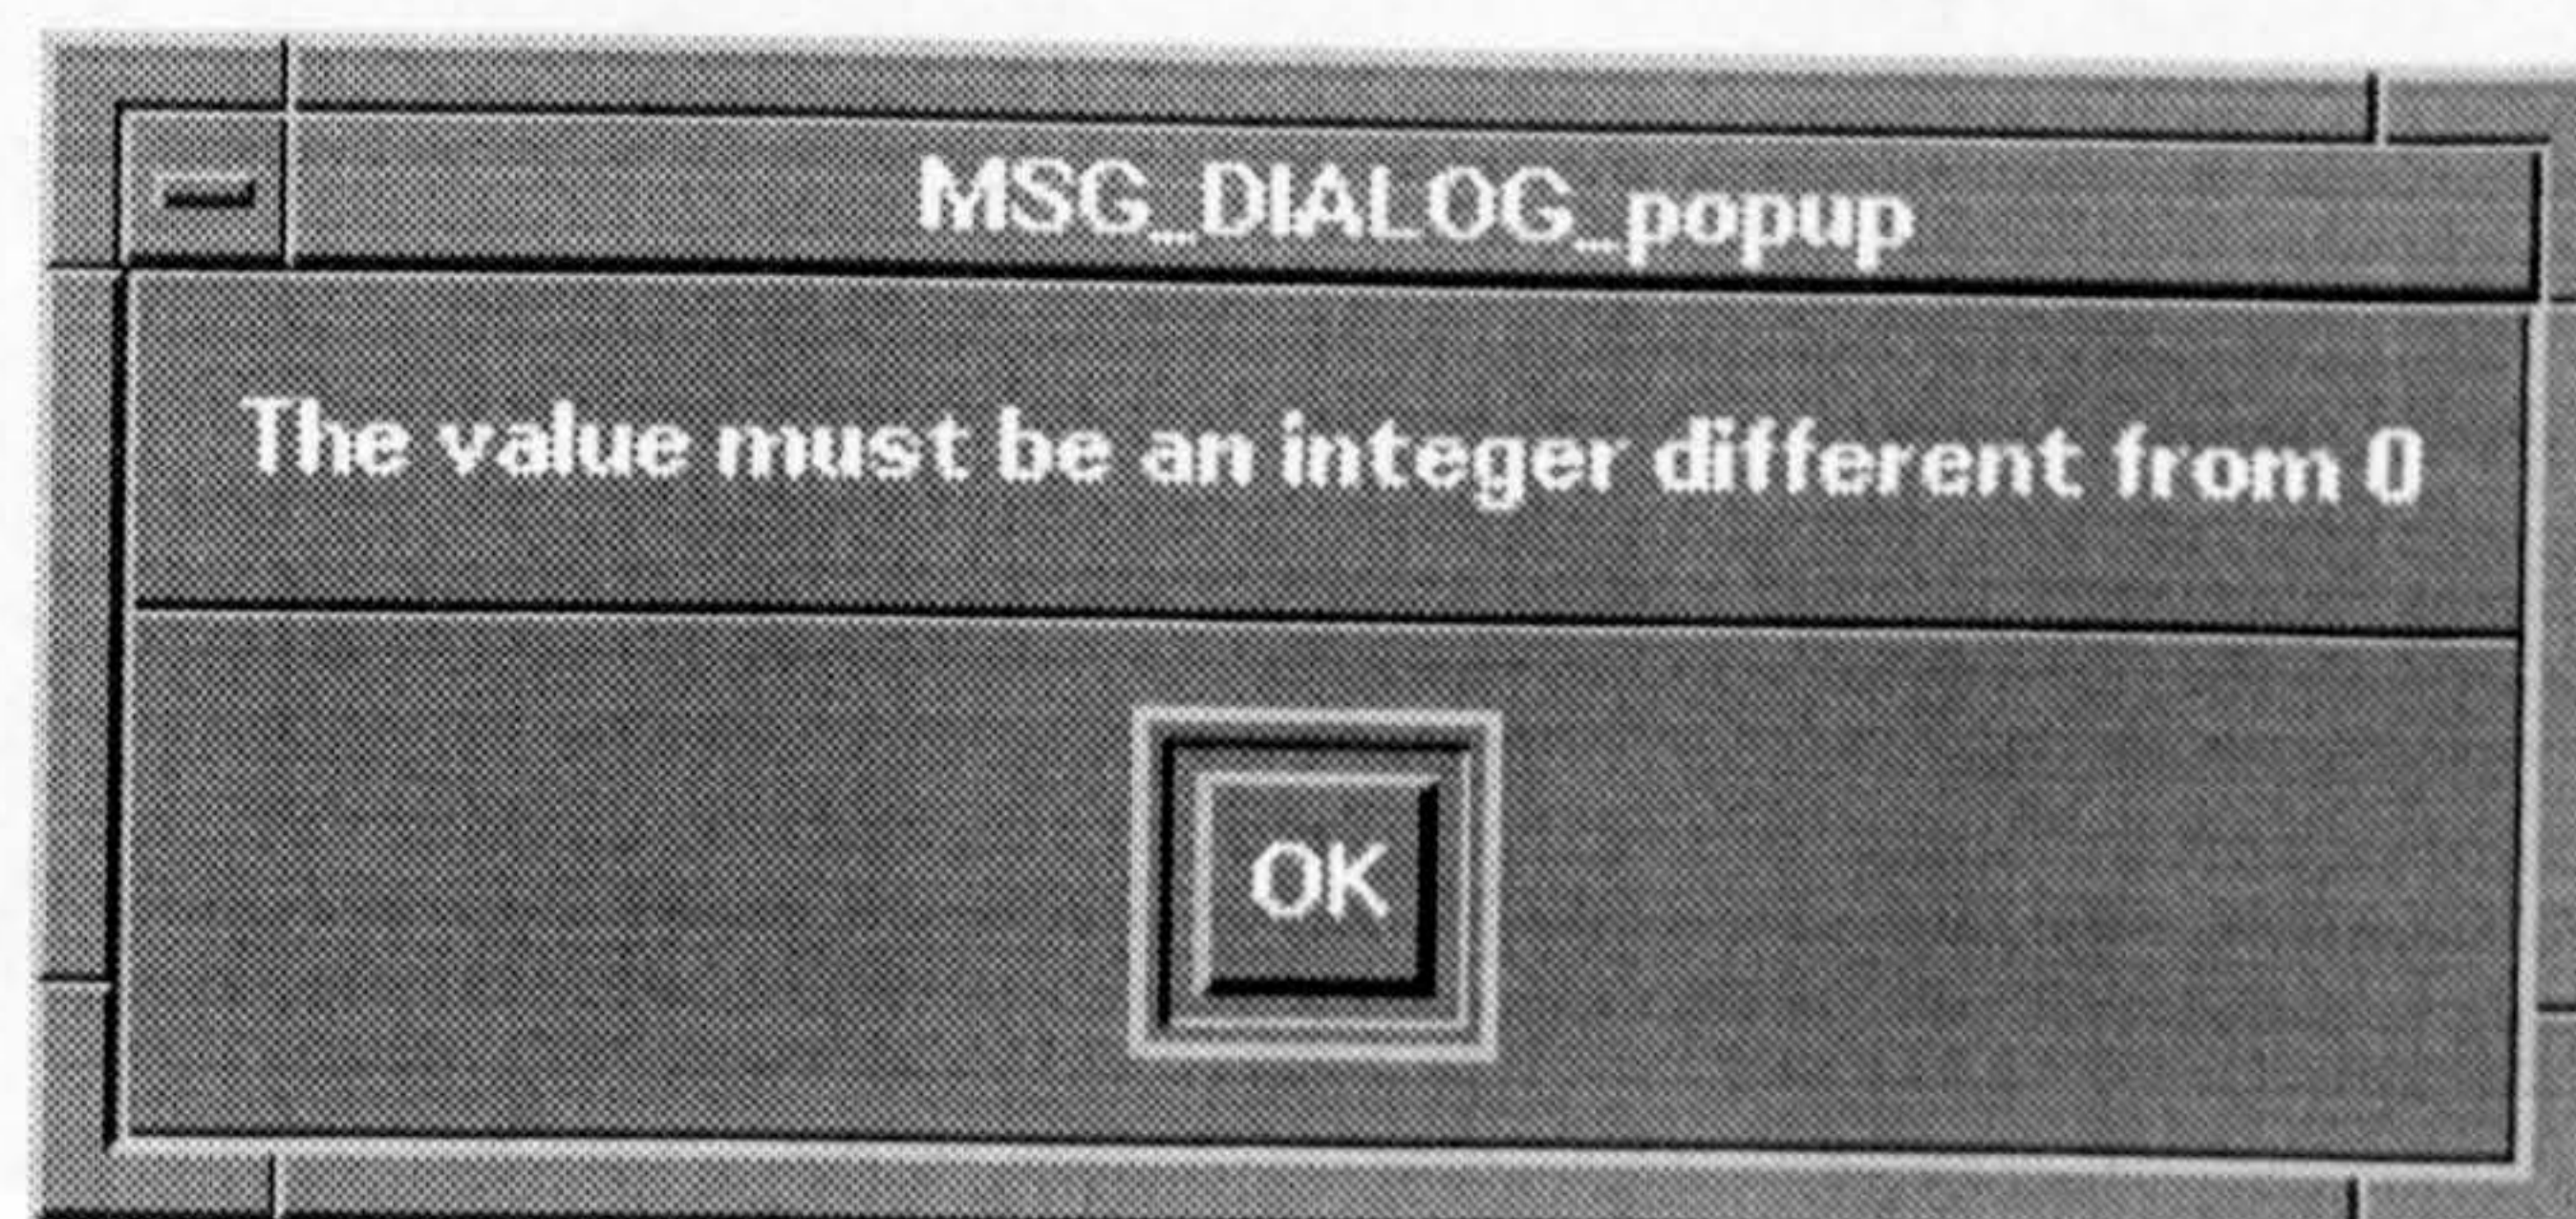 MSG_DIALOG_popup
The value must be an integer different from 0
OK